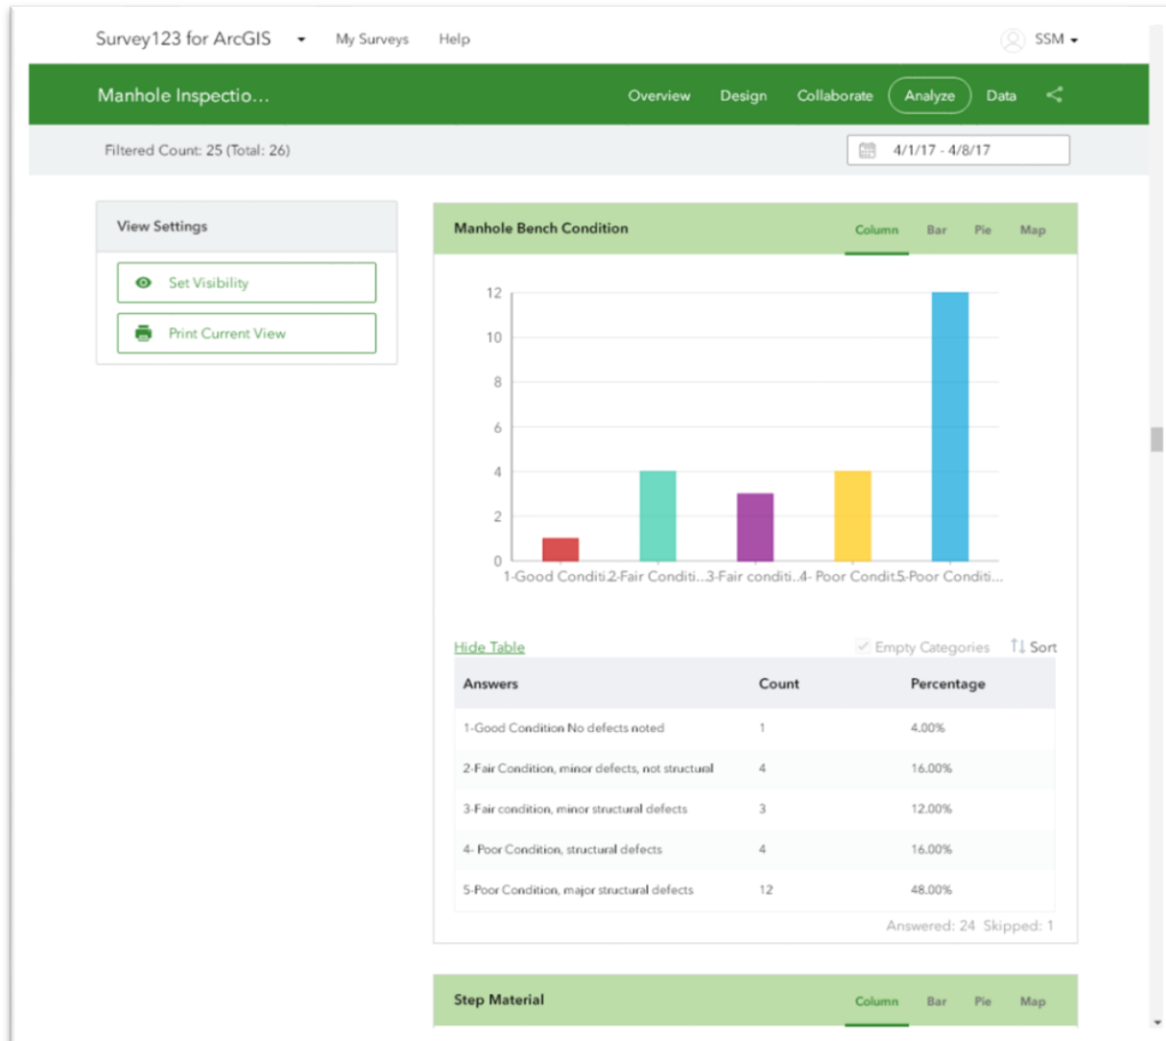 Survey123 for ArcGIS My Surveys Help SSM
Manhole Inspectio... Overview Design Collaborate Analyze Data
Filtered Count: 25 (Total: 26) 4/1/17 - 4/8/17
View Settings
Set Visibility
Print Current View
Manhole Bench Condition Column Bar Pie Map
12
10
8
6
4
2
0
1-Good Conditi... 2-Fair Conditi... 3-Fair conditi... 4- Poor Condit... 5-Poor Conditi...
Hide Table Empty Categories Sort
Answers Count Percentage
1-Good Condition No defects noted 1 4.00%
2-Fair Condition, minor defects, not structural 4 16.00%
3-Fair condition, minor structural defects 3 12.00%
4- Poor Condition, structural defects 4 16.00%
5-Poor Condition, major structural defects 12 48.00%
Answered: 24 Skipped: 1
Step Material Column Bar Pie Map